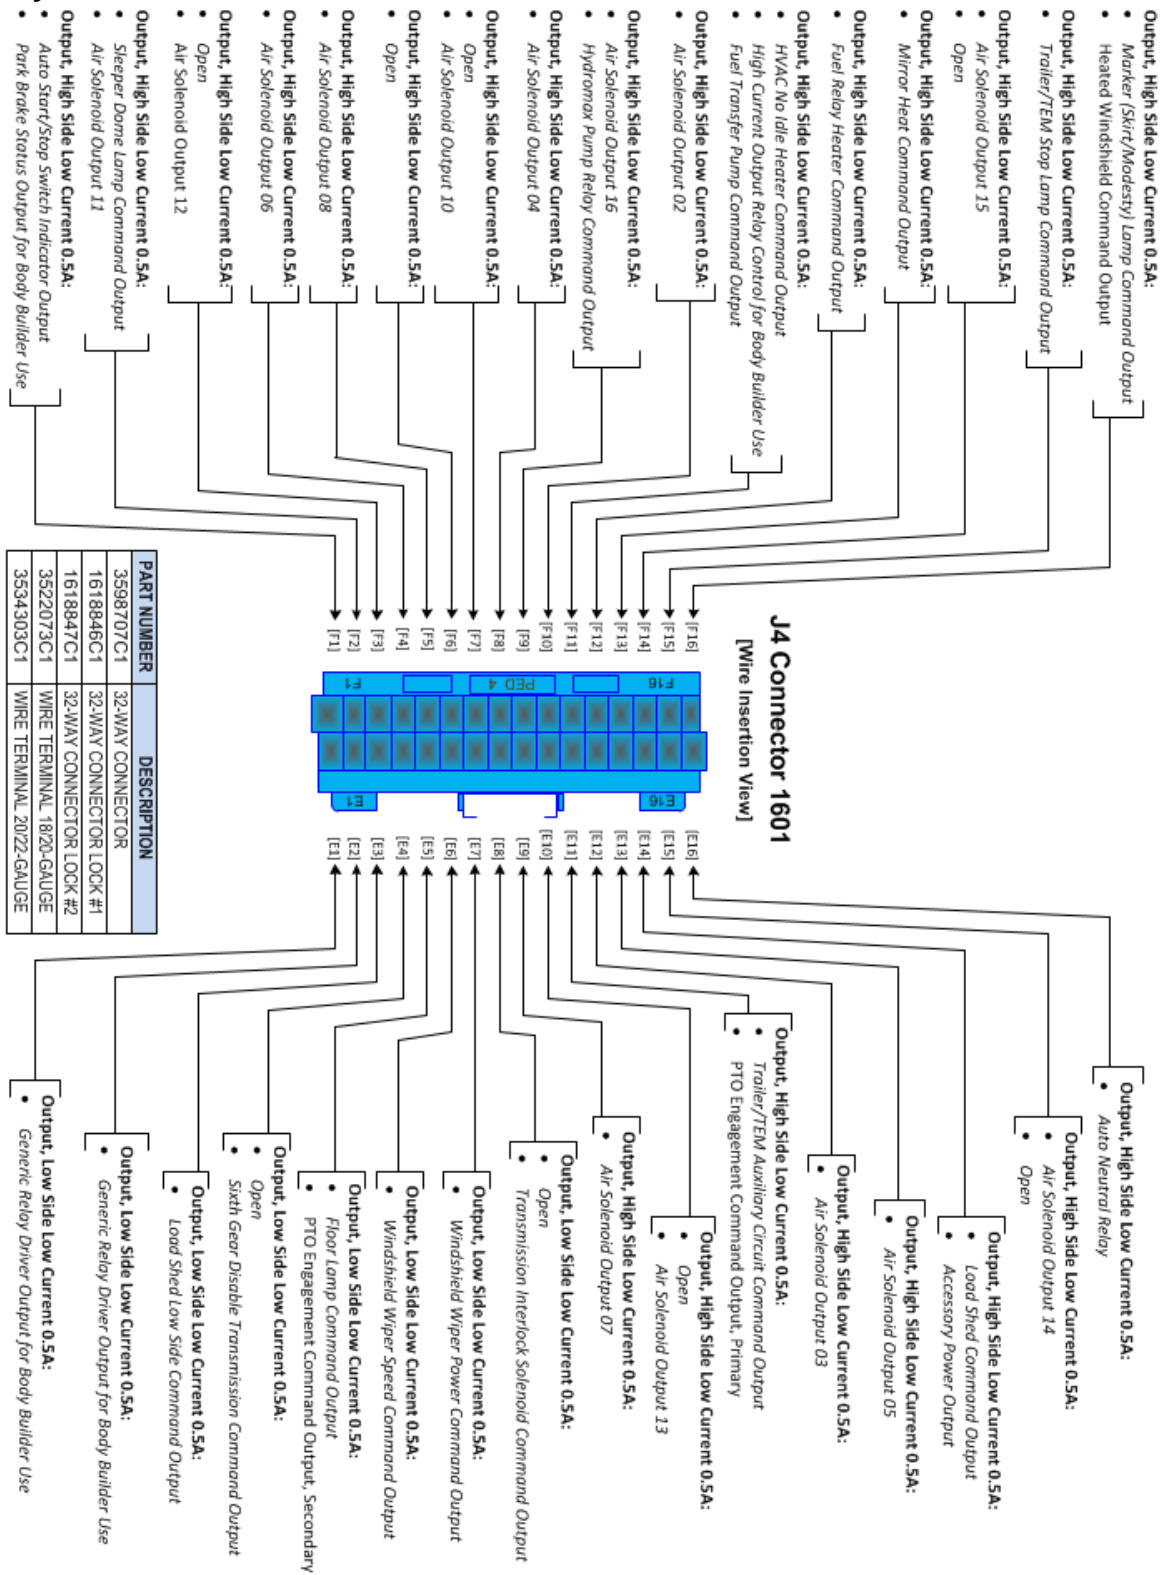 Output, High Side Low Current 0.5A:
• Marker (Skirt/Modesty) Lamp Command Output
• Heated Windshield Command Output
Output, High Side Low Current 0.5A:
• Trailer/TEM Stop Lamp Command Output
Output, High Side Low Current 0.5A:
• Air Solenoid Output 15
• Open
Output, High Side Low Current 0.5A:
• Mirror Heat Command Output
Output, High Side Low Current 0.5A:
• Fuel Relay Heater Command Output
Output, High Side Low Current 0.5A:
• HVAC No Idle Heater Command Output
• High Current Output Relay Control for Body Builder Use
• Fuel Transfer Pump Command Output
Output, High Side Low Current 0.5A:
• Air Solenoid Output 02
Output, High Side Low Current 0.5A:
• Air Solenoid Output 16
• Hydromax Pump Relay Command Output
Output, High Side Low Current 0.5A:
• Air Solenoid Output 04
Output, High Side Low Current 0.5A:
• Open
• Air Solenoid Output 10
Output, High Side Low Current 0.5A:
• Open
Output, High Side Low Current 0.5A:
• Air Solenoid Output 08
Output, High Side Low Current 0.5A:
• Air Solenoid Output 06
Output, High Side Low Current 0.5A:
• Open
• Air Solenoid Output 12
Output, High Side Low Current 0.5A:
• Sleeper Dome Lamp Command Output
• Air Solenoid Output 11
Output, High Side Low Current 0.5A:
• Auto Start/Stop Switch Indicator Output
• Park Brake Status Output for Body Builder Use
J4 Connector 1601
[Wire Insertion View]
[F16]
[F15]
[F14]
[F13]
[F12]
[F11]
[F10]
[F9]
[F8]
[F7]
[F6]
[F5]
[F4]
[F3]
[F2]
[F1]
F16
PED 4
F1
E16
E1
[E16]
[E15]
[E14]
[E13]
[E12]
[E11]
[E10]
[E9]
[E8]
[E7]
[E6]
[E5]
[E4]
[E3]
[E2]
[E1]
Output, High Side Low Current 0.5A:
• Auto Neutral Relay
Output, High Side Low Current 0.5A:
• Air Solenoid Output 14
• Open
Output, High Side Low Current 0.5A:
• Load Shed Command Output
• Accessory Power Output
Output, High Side Low Current 0.5A:
• Air Solenoid Output 05
Output, High Side Low Current 0.5A:
• Air Solenoid Output 03
Output, High Side Low Current 0.5A:
• Trailer/TEM Auxiliary Circuit Command Output
• PTO Engagement Command Output, Primary
Output, High Side Low Current 0.5A:
• Open
• Air Solenoid Output 13
Output, High Side Low Current 0.5A:
• Air Solenoid Output 07
Output, Low Side Low Current 0.5A:
• Open
• Transmission Interlock Solenoid Command Output
Output, Low Side Low Current 0.5A:
• Windshield Wiper Power Command Output
Output, Low Side Low Current 0.5A:
• Windshield Wiper Speed Command Output
Output, Low Side Low Current 0.5A:
• Floor Lamp Command Output
• PTO Engagement Command Output, Secondary
Output, Low Side Low Current 0.5A:
• Open
• Sixth Gear Disable Transmission Command Output
Output, Low Side Low Current 0.5A:
• Load Shed Low Side Command Output
Output, Low Side Low Current 0.5A:
• Generic Relay Driver Output for Body Builder Use
Output, Low Side Low Current 0.5A:
• Generic Relay Driver Output for Body Builder Use
PART NUMBER DESCRIPTION
3598707C1 32-WAY CONNECTOR
1618846C1 32-WAY CONNECTOR LOCK #1
1618847C1 32-WAY CONNECTOR LOCK #2
3522073C1 WIRE TERMINAL 18/20-GAUGE
3534303C1 WIRE TERMINAL 20/22-GAUGE